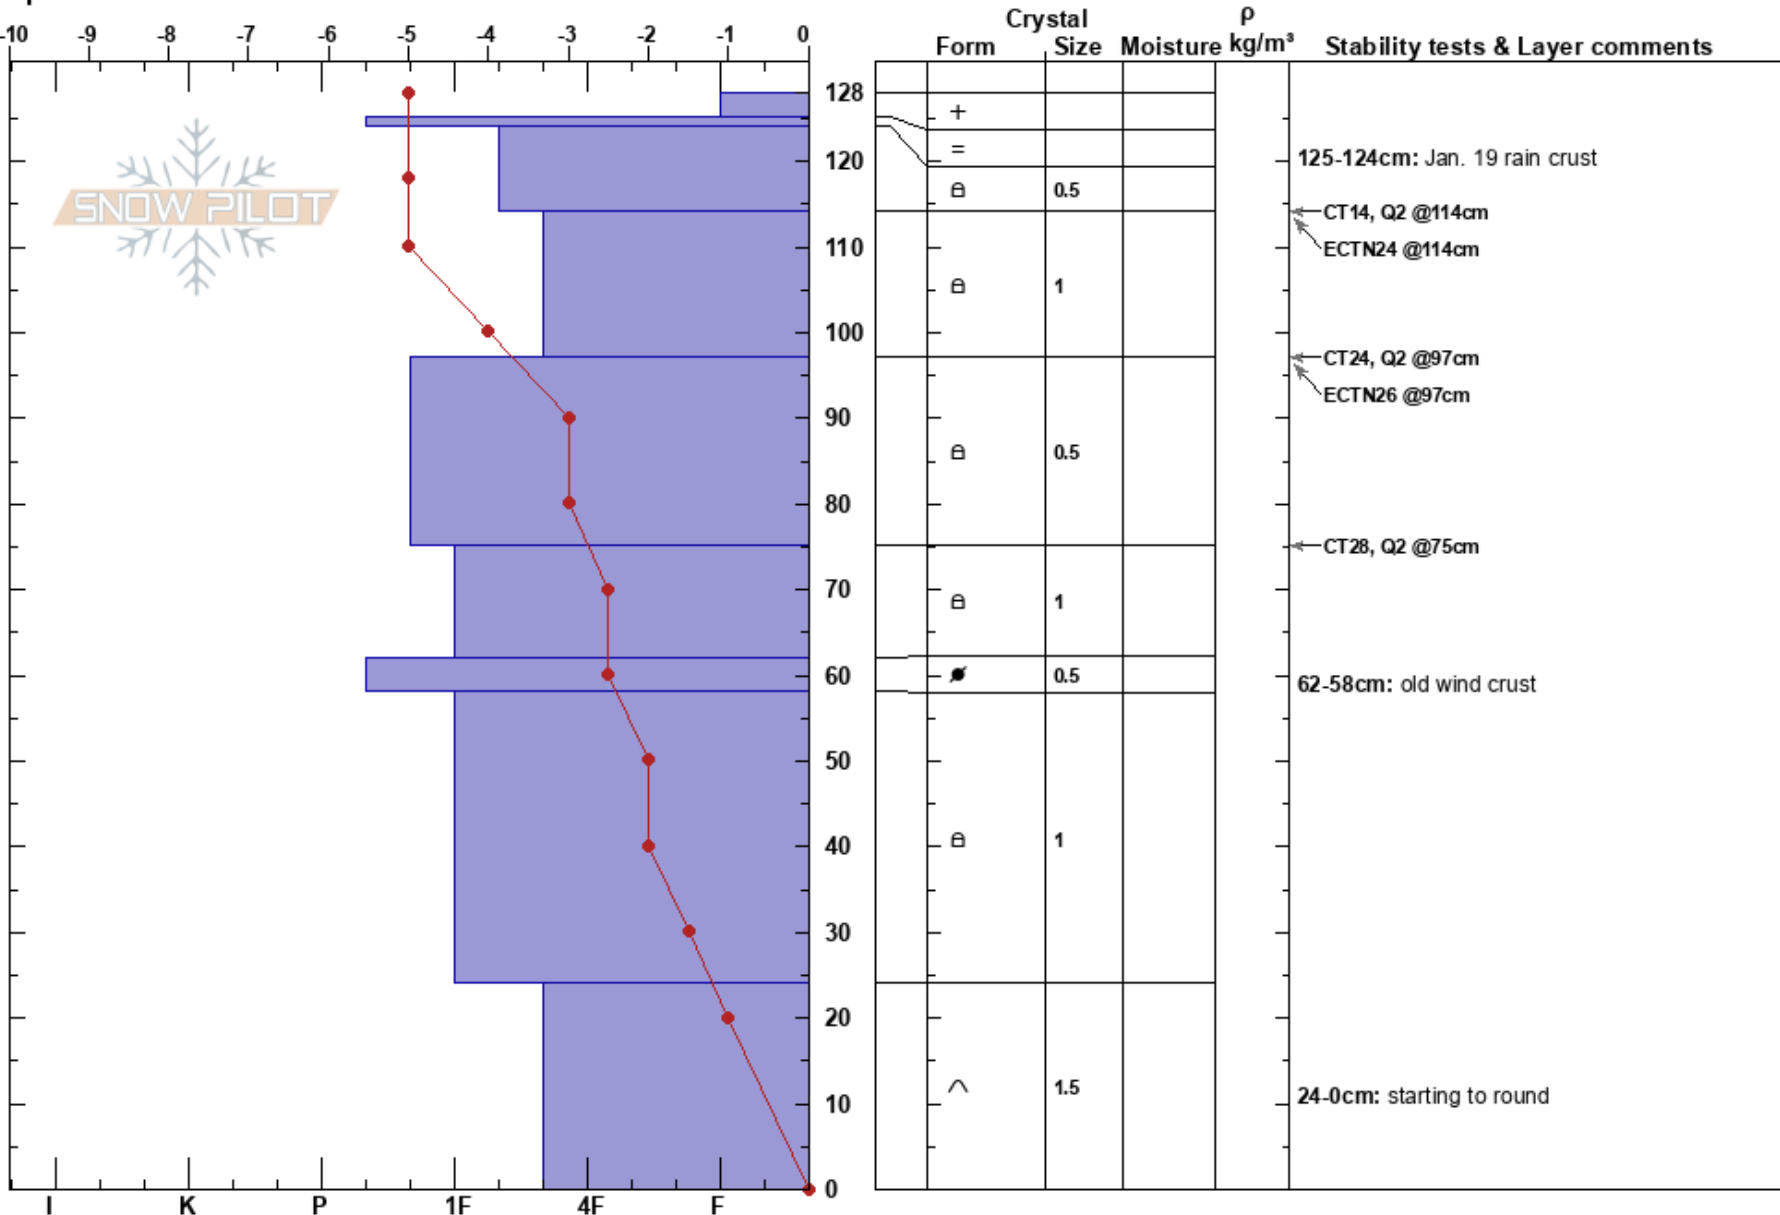 Crystal ρ
-10 -9 -8 -7 -6 -5 -4 -3 -2 -1 0 Form Size Moisture kg/m³ Stability tests & Layer comments
128
+
=
120
125-124cm: Jan. 19 rain crust
0.5
SNOW PILOT
CT14, Q2 @114cm
110
ECTN24 @114cm
1
100
CT24, Q2 @97cm
ECTN26 @97cm
90
0.5
80
CT28, Q2 @75cm
70
1
60
0.5
62-58cm: old wind crust
50
40
1
30
20
1.5
10
24-0cm: starting to round
0
I K P 1F 4F F